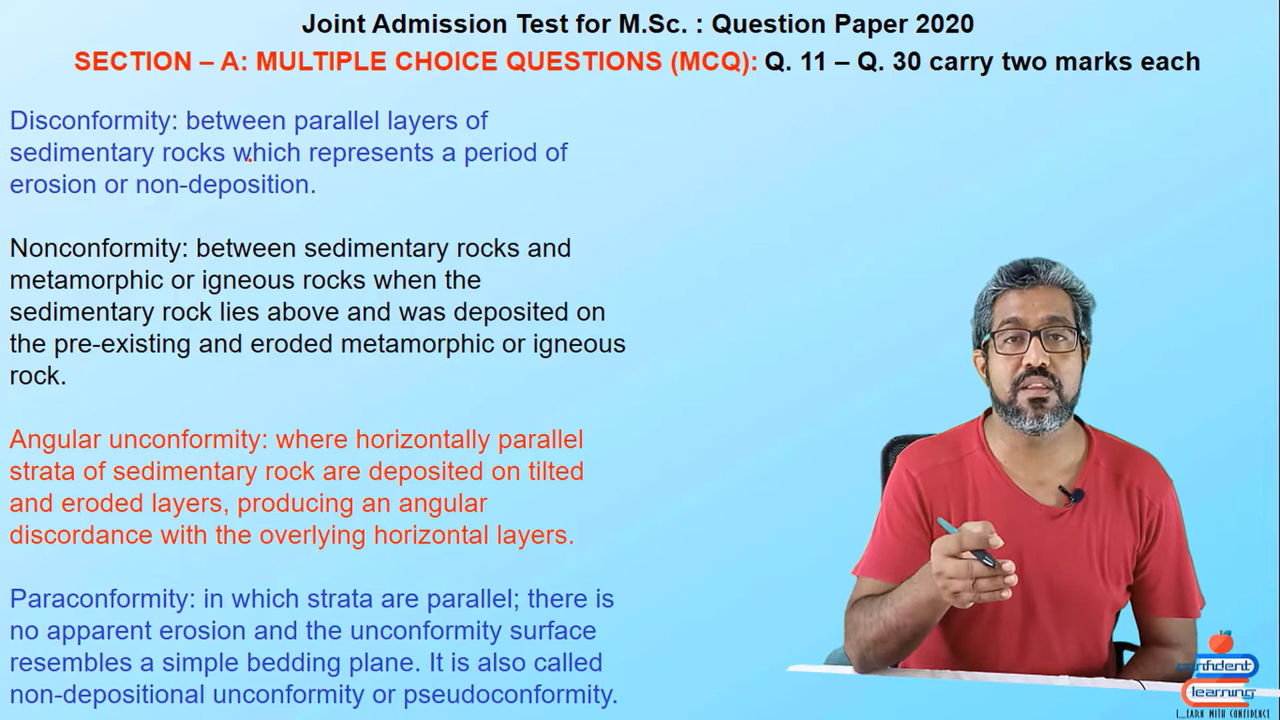 Joint Admission Test for M.Sc. : Question Paper 2020
SECTION – A: MULTIPLE CHOICE QUESTIONS (MCQ): Q. 11 – Q. 30 carry two marks each
Disconformity: between parallel layers of
sedimentary rocks which represents a period of
erosion or non-deposition.
Nonconformity: between sedimentary rocks and
metamorphic or igneous rocks when the
sedimentary rock lies above and was deposited on
the pre-existing and eroded metamorphic or igneous
rock.
Angular unconformity: where horizontally parallel
strata of sedimentary rock are deposited on tilted
and eroded layers, producing an angular
discordance with the overlying horizontal layers.
Paraconformity: in which strata are parallel; there is
no apparent erosion and the unconformity surface
resembles a simple bedding plane. It is also called
non-depositional unconformity or pseudoconformity.
confident
learning
LEARN WITH CONFIDENCE